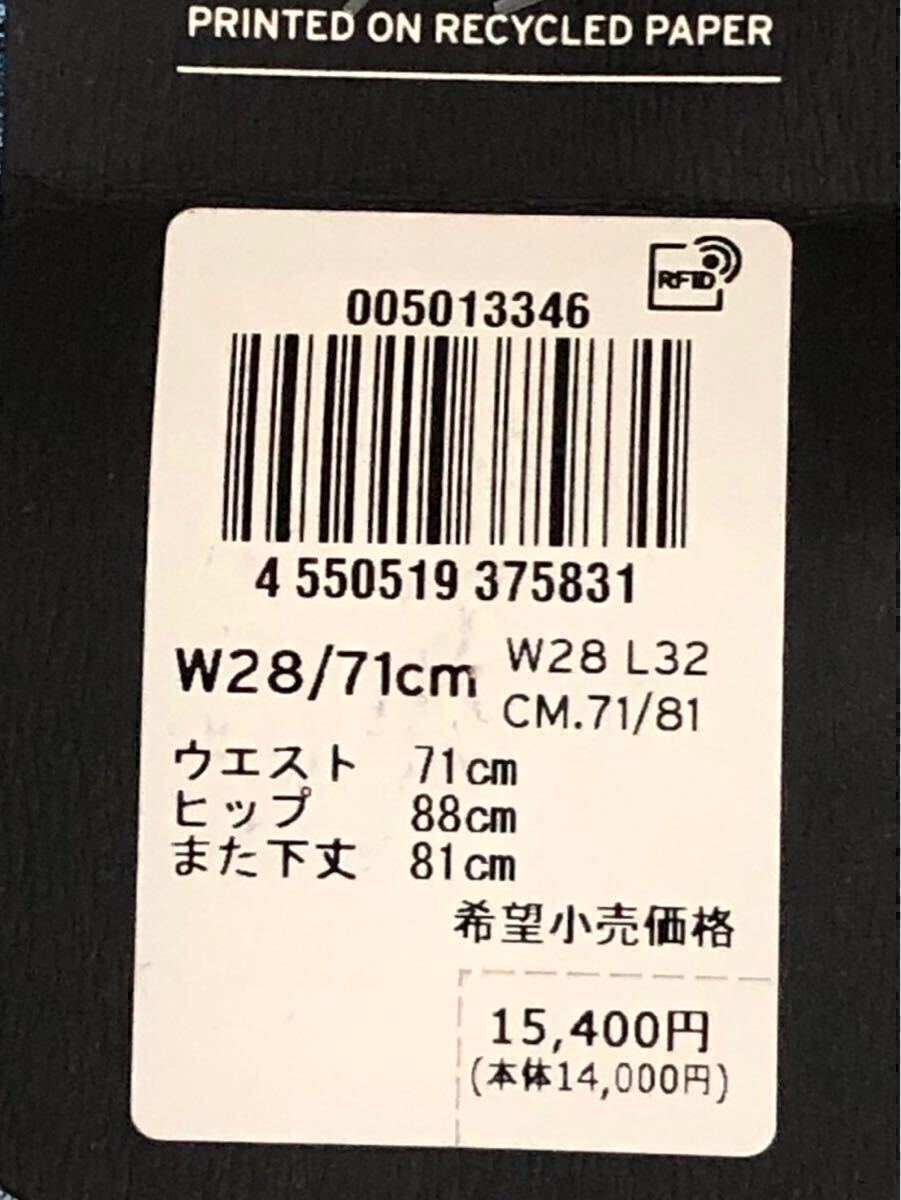 PRINTED ON RECYCLED PAPER
RFID
005013346
4 550519 375831
W28/71cm
W28 L32
CM.71/81
ウエスト 71cm
ヒップ 88cm
また下丈 81cm
希望小売価格
15,400円
(本体14,000円)